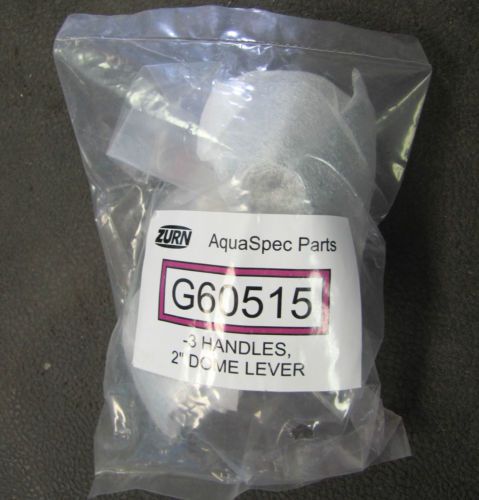 ZURN AquaSpec Parts
G60515
-3 HANDLES,
2" DOME LEVER